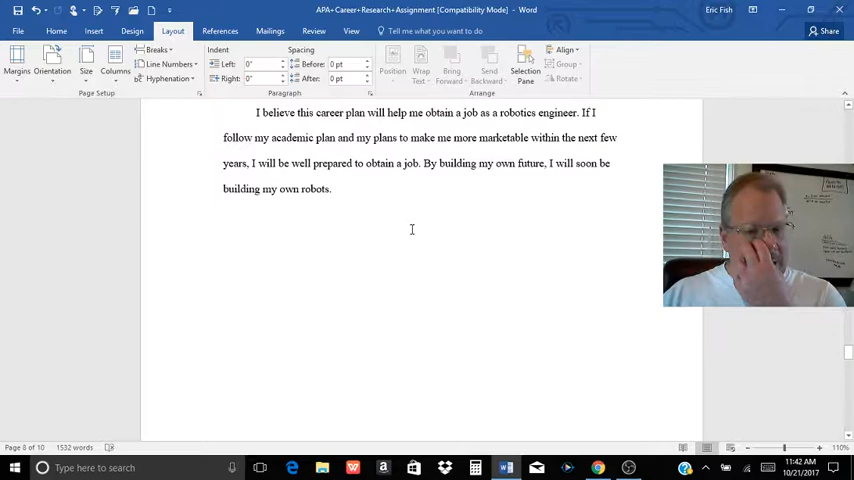 APA+Career+Research+Assignment [Compatibility Mode] - Word
Eric Fish
File Home Insert Design Layout References Mailings Review View Tell me what you want to do Share
Margins Orientation Size Columns
Breaks
Line Numbers
Hyphenation
Page Setup
Indent Spacing
Left: 0" Before: 0 pt
Right: 0" After: 0 pt
Paragraph
Position Wrap Text Bring Forward Send Backward Selection Pane
Align
Group
Rotate
Arrange
I believe this career plan will help me obtain a job as a robotics engineer. If I
follow my academic plan and my plans to make me more marketable within the next few
years, I will be well prepared to obtain a job. By building my own future, I will soon be
building my own robots.
Page 8 of 10 1532 words 110%
Type here to search
11:42 AM
10/21/2017